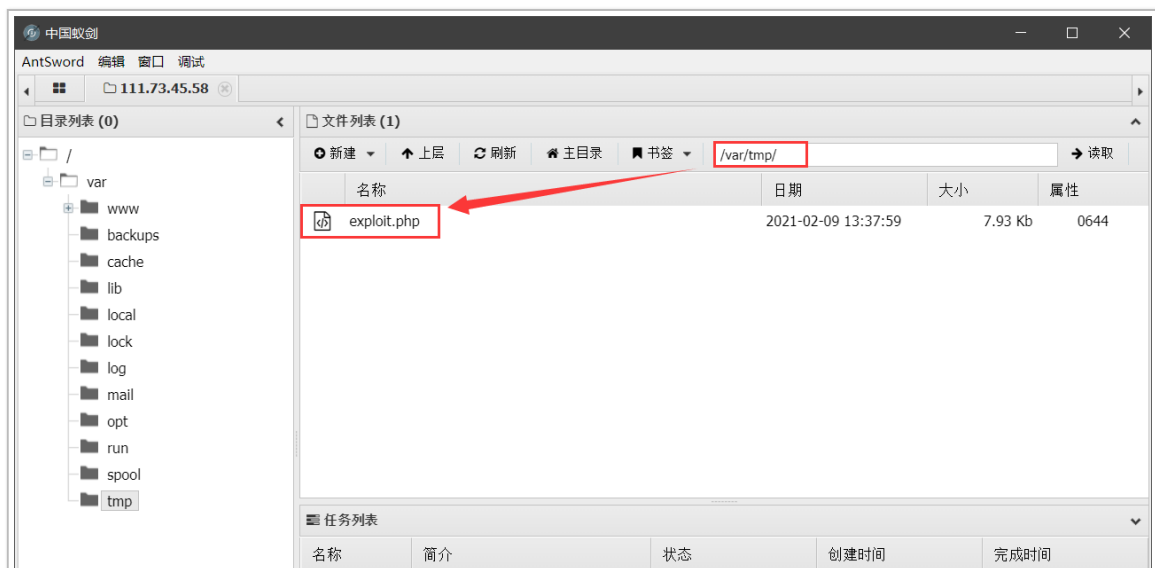 中国蚁剑
AntSword 编辑 窗口 调试
111.73.45.58
目录列表 (0)
文件列表 (1)
新建 上层 刷新 主目录 书签 /var/tmp/ 读取
名称 日期 大小 属性
exploit.php 2021-02-09 13:37:59 7.93 Kb 0644
/
var
www
backups
cache
lib
local
lock
log
mail
opt
run
spool
tmp
任务列表
名称 简介 状态 创建时间 完成时间